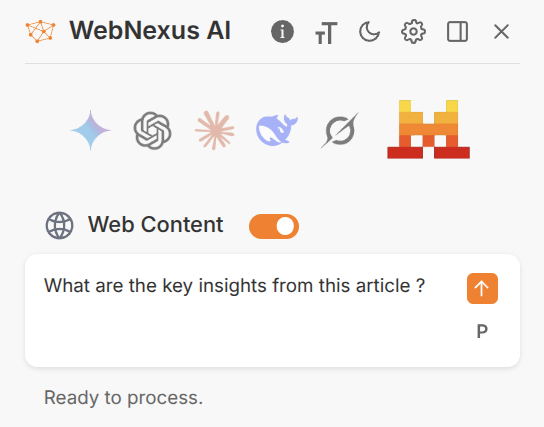 WebNexus AI
Web Content
What are the key insights from this article ?
P
Ready to process.